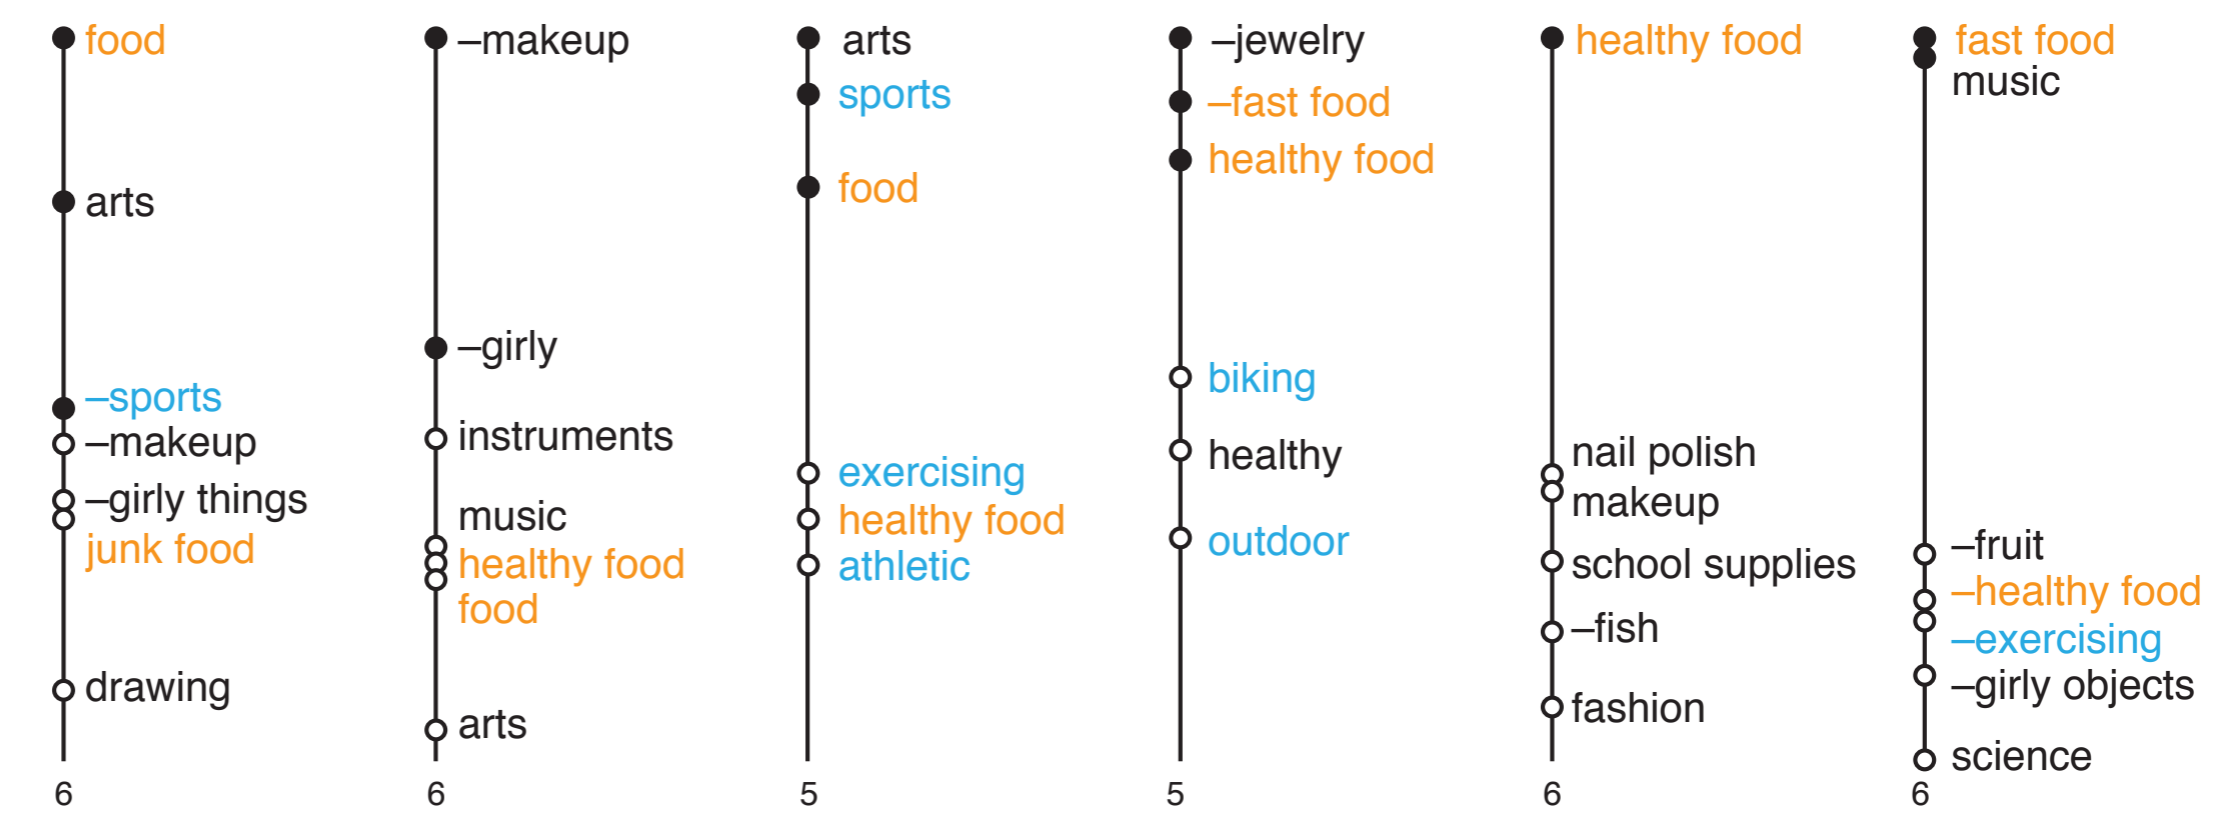 food
arts
–sports
–makeup
–girly things
junk food
drawing
6
–makeup
–girly
instruments
music
healthy food
food
arts
6
arts
sports
food
exercising
healthy food
athletic
5
–jewelry
–fast food
healthy food
biking
healthy
outdoor
5
healthy food
nail polish
makeup
school supplies
–fish
fashion
6
fast food
music
–fruit
–healthy food
–exercising
–girly objects
science
6